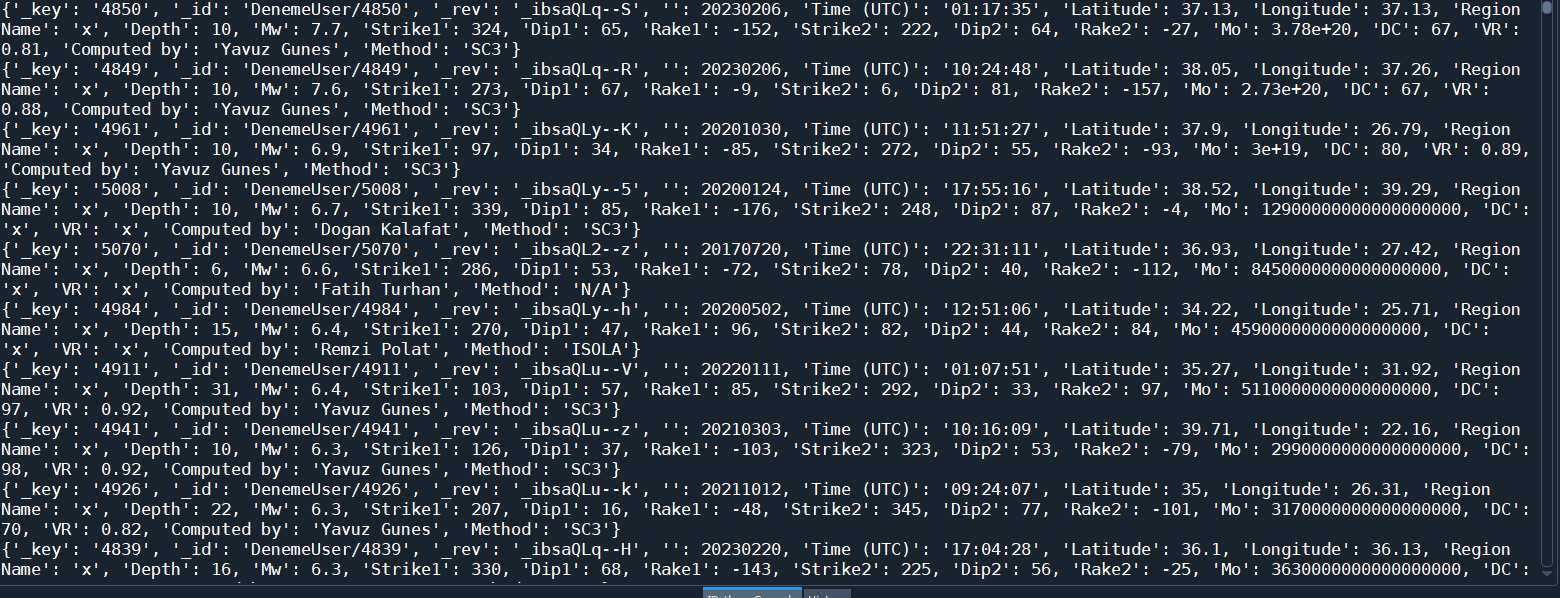 {'_key': '4850', '_id': 'DenemeUser/4850', '_rev': '_ibsaQLq--S', '': 20230206, 'Time (UTC)': '01:17:35', 'Latitude': 37.13, 'Longitude': 37.13, 'Region
Name': 'x', 'Depth': 10, 'Mw': 7.7, 'Strike1': 324, 'Dip1': 65, 'Rake1': -152, 'Strike2': 222, 'Dip2': 64, 'Rake2': -27, 'Mo': 3.78e+20, 'DC': 67, 'VR':
0.81, 'Computed by': 'Yavuz Gunes', 'Method': 'SC3'}
{'_key': '4849', '_id': 'DenemeUser/4849', '_rev': '_ibsaQLq--R', '': 20230206, 'Time (UTC)': '10:24:48', 'Latitude': 38.05, 'Longitude': 37.26, 'Region
Name': 'x', 'Depth': 10, 'Mw': 7.6, 'Strike1': 273, 'Dip1': 67, 'Rake1': -9, 'Strike2': 6, 'Dip2': 81, 'Rake2': -157, 'Mo': 2.73e+20, 'DC': 67, 'VR':
0.88, 'Computed by': 'Yavuz Gunes', 'Method': 'SC3'}
{'_key': '4961', '_id': 'DenemeUser/4961', '_rev': '_ibsaQLy--K', '': 20201030, 'Time (UTC)': '11:51:27', 'Latitude': 37.9, 'Longitude': 26.79, 'Region
Name': 'x', 'Depth': 10, 'Mw': 6.9, 'Strike1': 97, 'Dip1': 34, 'Rake1': -85, 'Strike2': 272, 'Dip2': 55, 'Rake2': -93, 'Mo': 3e+19, 'DC': 80, 'VR': 0.89,
'Computed by': 'Yavuz Gunes', 'Method': 'SC3'}
{'_key': '5008', '_id': 'DenemeUser/5008', '_rev': '_ibsaQLy--5', '': 20200124, 'Time (UTC)': '17:55:16', 'Latitude': 38.52, 'Longitude': 39.29, 'Region
Name': 'x', 'Depth': 10, 'Mw': 6.7, 'Strike1': 339, 'Dip1': 85, 'Rake1': -176, 'Strike2': 248, 'Dip2': 87, 'Rake2': -4, 'Mo': 12900000000000000000, 'DC':
'x', 'VR': 'x', 'Computed by': 'Dogan Kalafat', 'Method': 'SC3'}
{'_key': '5070', '_id': 'DenemeUser/5070', '_rev': '_ibsaQL2--z', '': 20170720, 'Time (UTC)': '22:31:11', 'Latitude': 36.93, 'Longitude': 27.42, 'Region
Name': 'x', 'Depth': 6, 'Mw': 6.6, 'Strike1': 286, 'Dip1': 53, 'Rake1': -72, 'Strike2': 78, 'Dip2': 40, 'Rake2': -112, 'Mo': 8450000000000000000, 'DC':
'x', 'VR': 'x', 'Computed by': 'Fatih Turhan', 'Method': 'N/A'}
{'_key': '4984', '_id': 'DenemeUser/4984', '_rev': '_ibsaQLy--h', '': 20200502, 'Time (UTC)': '12:51:06', 'Latitude': 34.22, 'Longitude': 25.71, 'Region
Name': 'x', 'Depth': 15, 'Mw': 6.4, 'Strike1': 270, 'Dip1': 47, 'Rake1': 96, 'Strike2': 82, 'Dip2': 44, 'Rake2': 84, 'Mo': 4590000000000000000, 'DC':
'x', 'VR': 'x', 'Computed by': 'Remzi Polat', 'Method': 'ISOLA'}
{'_key': '4911', '_id': 'DenemeUser/4911', '_rev': '_ibsaQLu--V', '': 20220111, 'Time (UTC)': '01:07:51', 'Latitude': 35.27, 'Longitude': 31.92, 'Region
Name': 'x', 'Depth': 31, 'Mw': 6.4, 'Strike1': 103, 'Dip1': 57, 'Rake1': 85, 'Strike2': 292, 'Dip2': 33, 'Rake2': 97, 'Mo': 5110000000000000000, 'DC':
97, 'VR': 0.92, 'Computed by': 'Yavuz Gunes', 'Method': 'SC3'}
{'_key': '4941', '_id': 'DenemeUser/4941', '_rev': '_ibsaQLu--z', '': 20210303, 'Time (UTC)': '10:16:09', 'Latitude': 39.71, 'Longitude': 22.16, 'Region
Name': 'x', 'Depth': 10, 'Mw': 6.3, 'Strike1': 126, 'Dip1': 37, 'Rake1': -103, 'Strike2': 323, 'Dip2': 53, 'Rake2': -79, 'Mo': 2990000000000000000, 'DC':
98, 'VR': 0.92, 'Computed by': 'Yavuz Gunes', 'Method': 'SC3'}
{'_key': '4926', '_id': 'DenemeUser/4926', '_rev': '_ibsaQLu--k', '': 20211012, 'Time (UTC)': '09:24:07', 'Latitude': 35, 'Longitude': 26.31, 'Region
Name': 'x', 'Depth': 22, 'Mw': 6.3, 'Strike1': 207, 'Dip1': 16, 'Rake1': -48, 'Strike2': 345, 'Dip2': 77, 'Rake2': -101, 'Mo': 3170000000000000000, 'DC':
70, 'VR': 0.82, 'Computed by': 'Yavuz Gunes', 'Method': 'SC3'}
{'_key': '4839', '_id': 'DenemeUser/4839', '_rev': '_ibsaQLq--H', '': 20230220, 'Time (UTC)': '17:04:28', 'Latitude': 36.1, 'Longitude': 36.13, 'Region
Name': 'x', 'Depth': 16, 'Mw': 6.3, 'Strike1': 330, 'Dip1': 68, 'Rake1': -143, 'Strike2': 225, 'Dip2': 56, 'Rake2': -25, 'Mo': 3630000000000000000, 'DC':